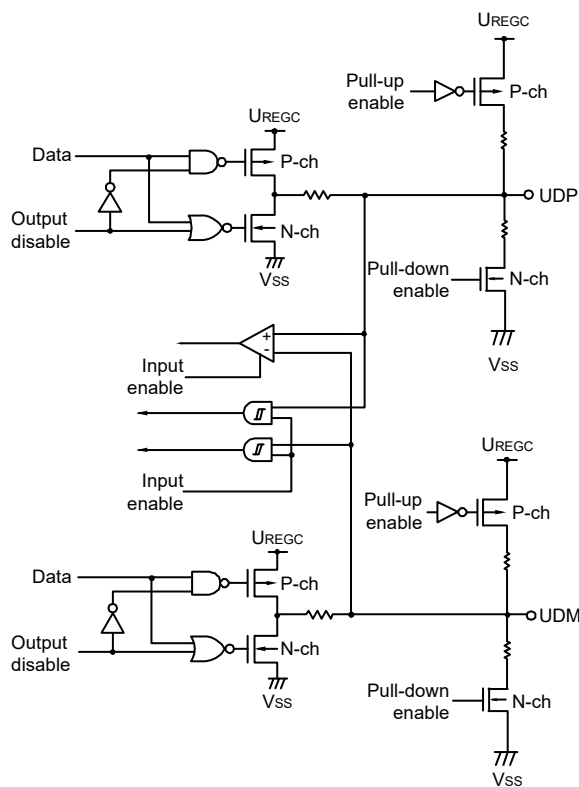 UREGC
Pull-up
enable
P-ch
UREGC
Data
P-ch
UDP
Output
disable
N-ch
VSS
Pull-down
enable
N-ch
VSS
+
-
Input
enable
Input
enable
UREGC
Pull-up
enable
P-ch
UREGC
Data
P-ch
UDM
Output
disable
N-ch
VSS
Pull-down
enable
N-ch
VSS